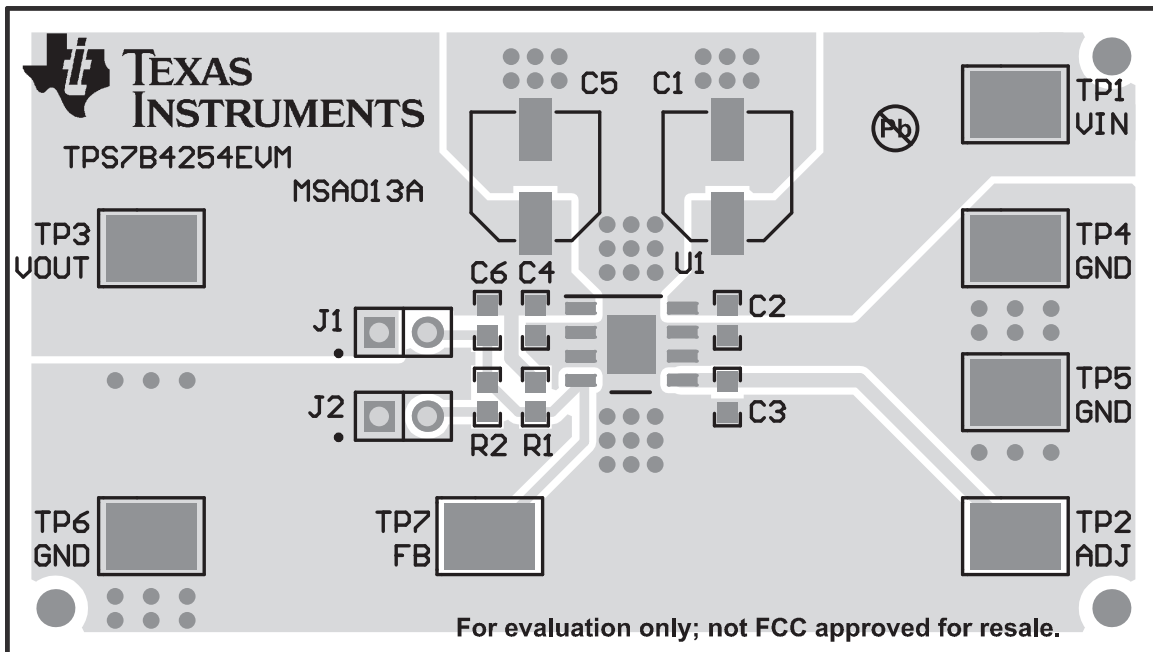 TEXAS
INSTRUMENTS
TPS7B4254EVM
MSA013A
C5
C1
Pb
TP1
VIN
TP3
VOUT
TP4
GND
U1
C6
C4
C2
J1
TP5
GND
J2
C3
R2
R1
TP6
GND
TP7
FB
TP2
ADJ
For evaluation only; not FCC approved for resale.